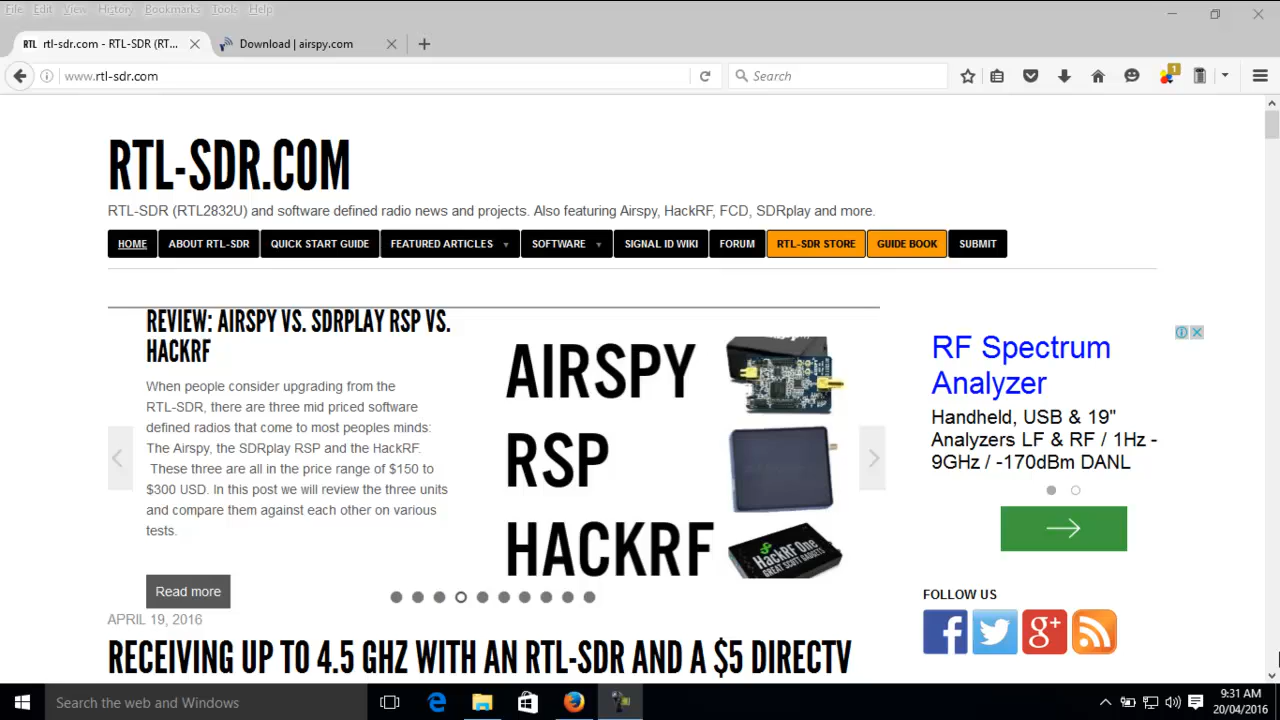 File Edit View History Bookmarks Tools Help
RTL rtl-sdr.com - RTL-SDR (RT...
Download | airspy.com
www.rtl-sdr.com
Search
1
RTL-SDR.COM
RTL-SDR (RTL2832U) and software defined radio news and projects. Also featuring Airspy, HackRF, FCD, SDRplay and more.
HOME ABOUT RTL-SDR QUICK START GUIDE FEATURED ARTICLES SOFTWARE SIGNAL ID WIKI FORUM RTL-SDR STORE GUIDE BOOK SUBMIT
REVIEW: AIRSPY VS. SDRPLAY RSP VS.
HACKRF
When people consider upgrading from the
RTL-SDR, there are three mid priced software
defined radios that come to most peoples minds:
The Airspy, the SDRplay RSP and the HackRF.
These three are all in the price range of $150 to
$300 USD. In this post we will review the three units
and compare them against each other on various
tests.
Read more
AIRSPY
RSP
HACKRF
HackRF One
GREAT SCOTT GADGETS
RF Spectrum
Analyzer
Handheld, USB & 19"
Analyzers LF & RF / 1Hz -
9GHz / -170dBm DANL
FOLLOW US
APRIL 19, 2016
RECEIVING UP TO 4.5 GHZ WITH AN RTL-SDR AND A $5 DIRECTV
Search the web and Windows
9:31 AM
20/04/2016